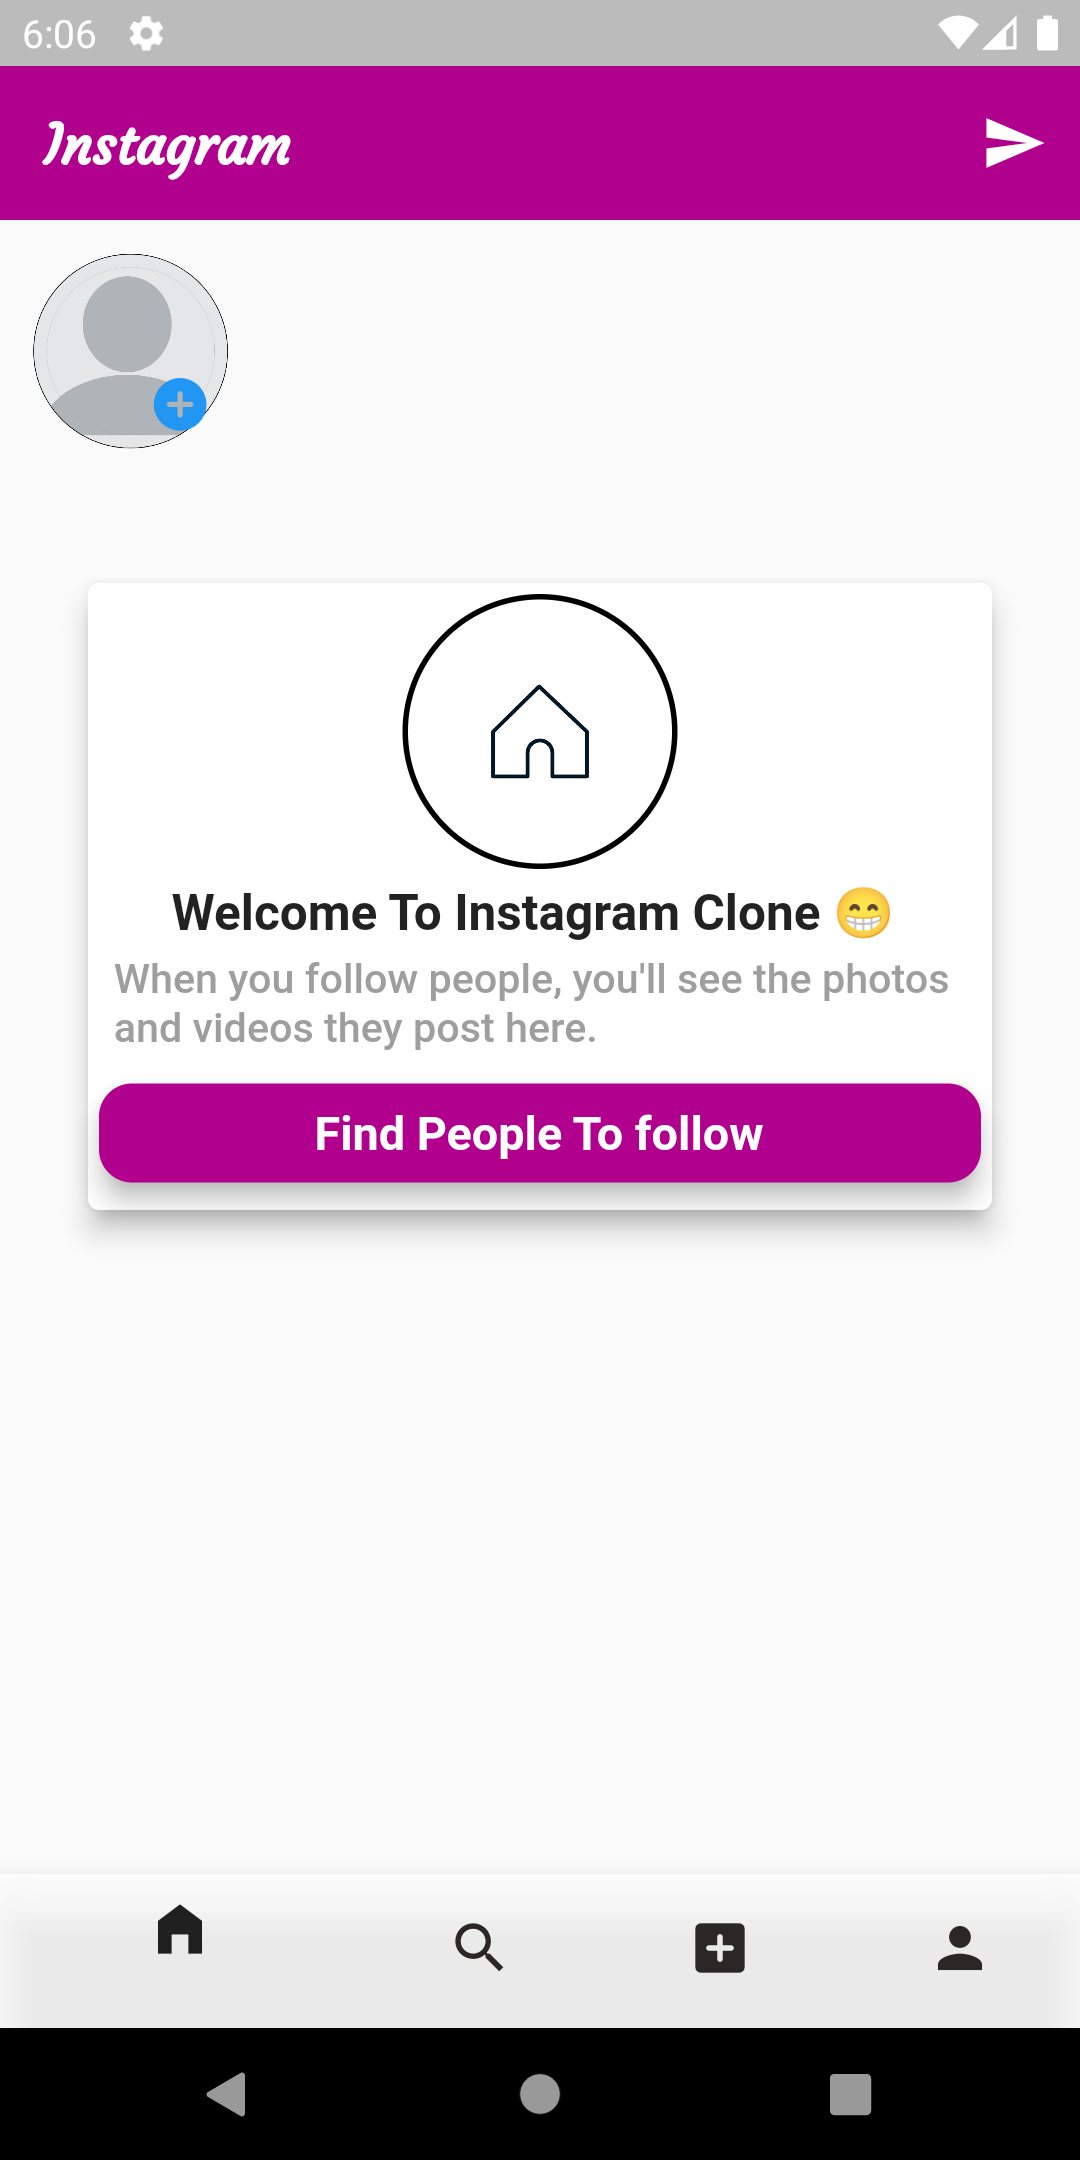 6:06
Instagram
Welcome To Instagram Clone 😁
When you follow people, you'll see the photos
and videos they post here.
Find People To follow